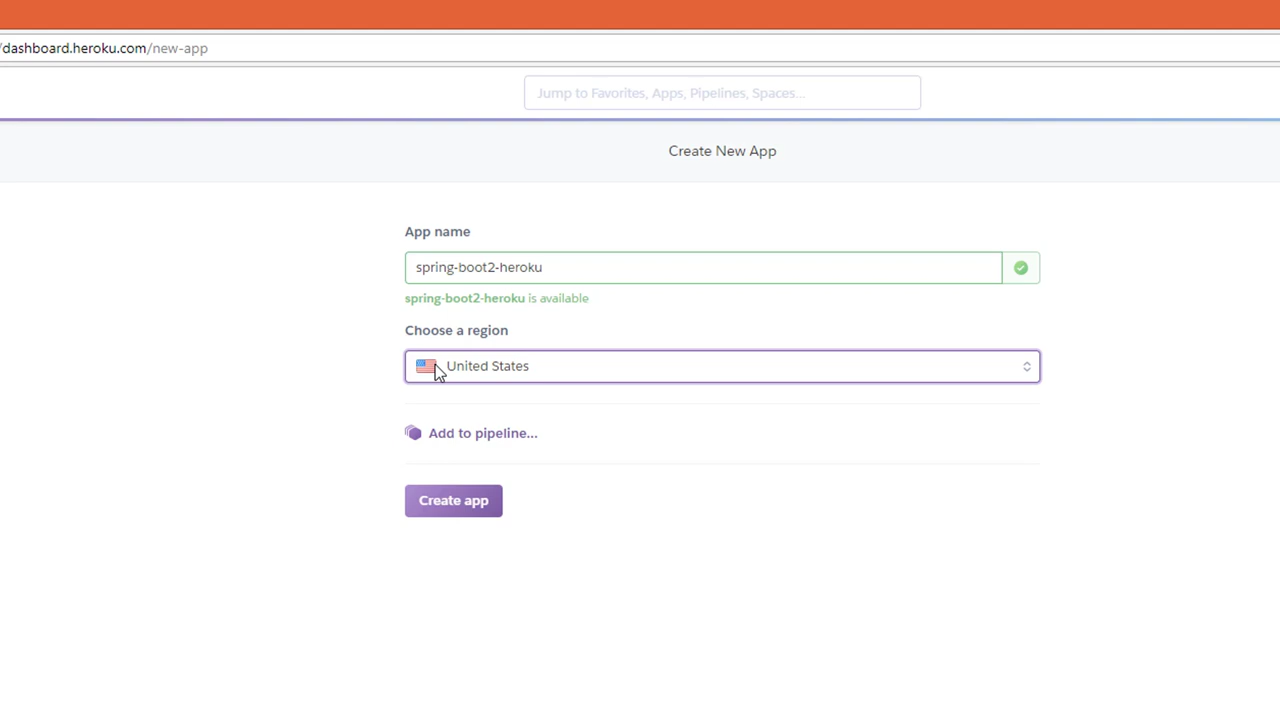 /dashboard.heroku.com/new-app
Jump to Favorites, Apps, Pipelines, Spaces...
Create New App
App name
spring-boot2-heroku
spring-boot2-heroku is available
Choose a region
United States
Add to pipeline...
Create app